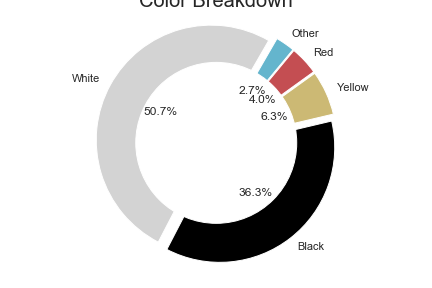 Color Breakdown
Other
Red
White
Yellow
2.7%
4.0%
50.7%
6.3%
36.3%
Black